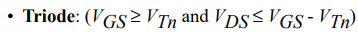 • Triode: (VGS ≥ VTn and VDS ≤ VGS - VTn)